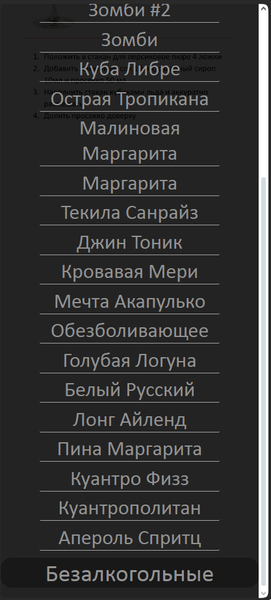 Зомби #2
Зомби
Куба Либре
Острая Тропикана
Малиновая
Маргарита
Маргарита
Текила Санрайз
Джин Тоник
Кровавая Мери
Мечта Акапулько
Обезболивающее
Голубая Логуна
Белый Русский
Лонг Айленд
Пина Маргарита
Куантро Физз
Куантрополитан
Апероль Спритц
Безалкогольные